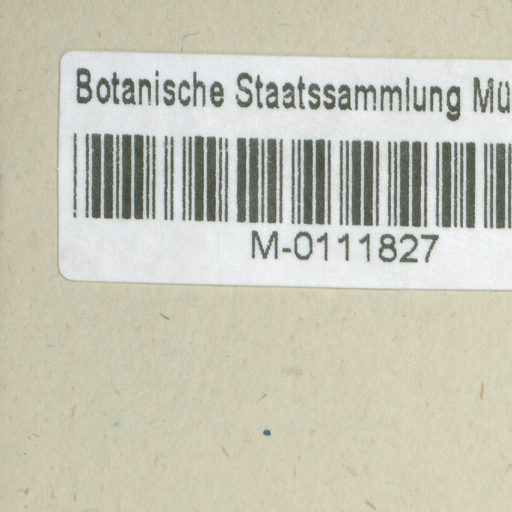 Botanische Staatssammlung Mü
M-0111827